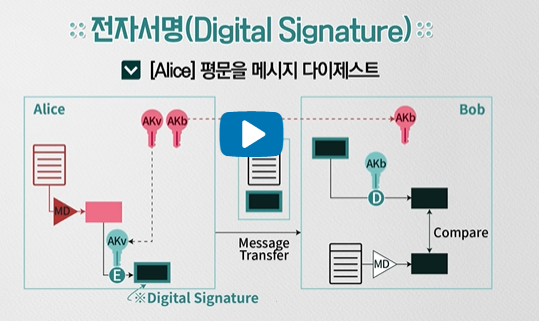 전자서명(Digital Signature)
[Alice] 평문을 메시지 다이제스트
Alice
Bob
AKv
AKb
AKb
AKb
MD
AKv
D
Compare
Message
Transfer
MD
E
※Digital Signature